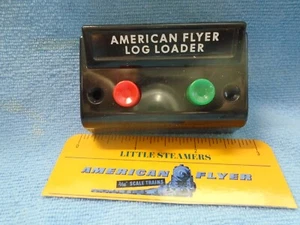 AMERICAN FLYER
LOG LOADER
LITTLE STEAMERS
AMERICAN FLYER
SCALE TRAINS